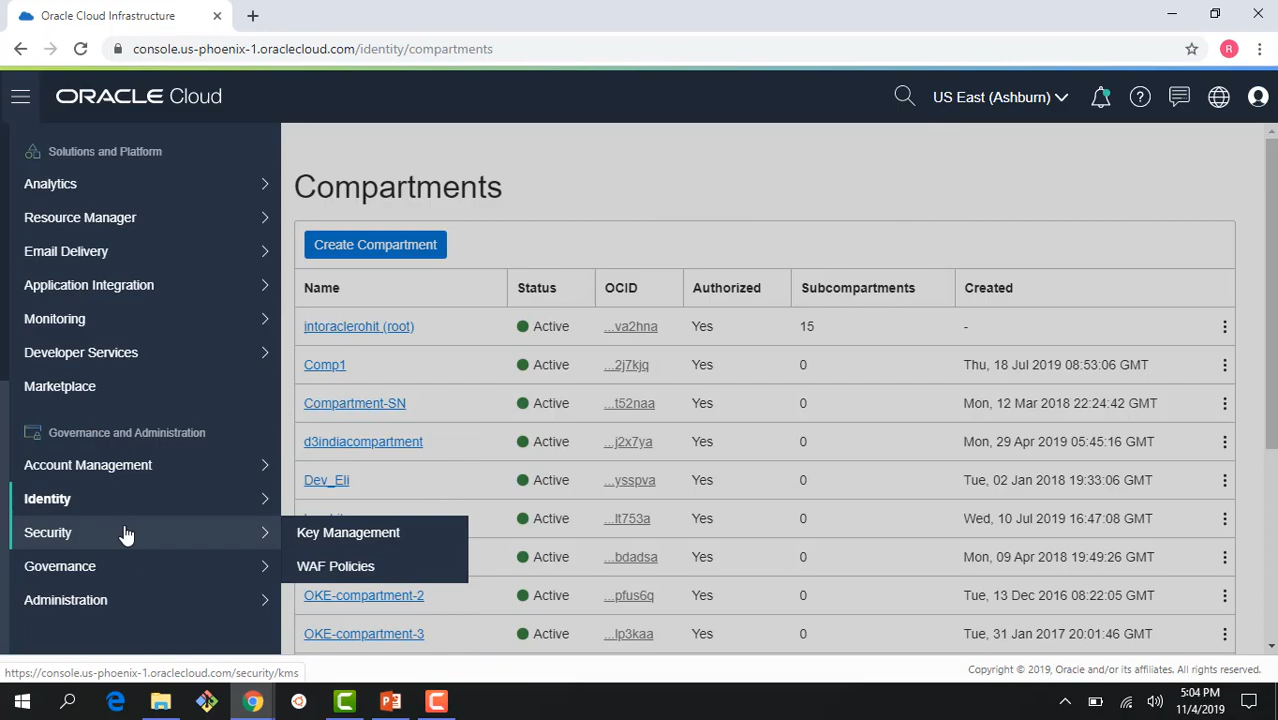 Oracle Cloud Infrastructure
console.us-phoenix-1.oraclecloud.com/identity/compartments
R
ORACLE Cloud
US East (Ashburn)
Solutions and Platform
Analytics
Resource Manager
Email Delivery
Application Integration
Monitoring
Developer Services
Marketplace
Governance and Administration
Account Management
Identity
Security
Governance
Administration
Key Management
WAF Policies
Compartments
Create Compartment
Name Status OCID Authorized Subcompartments Created
intoraclerohit (root) Active ...va2hna Yes 15 -
Comp1 Active ...2j7kjq Yes 0 Thu, 18 Jul 2019 08:53:06 GMT
Compartment-SN Active ...t52naa Yes 0 Mon, 12 Mar 2018 22:24:42 GMT
d3indiacompartment Active ...j2x7ya Yes 0 Mon, 29 Apr 2019 05:45:16 GMT
Dev_Eli Active ...ysspva Yes 0 Tue, 02 Jan 2018 19:33:06 GMT
Active ...lt753a Yes 0 Wed, 10 Jul 2019 16:47:08 GMT
Active ...bdadsa Yes 0 Mon, 09 Apr 2018 19:49:26 GMT
OKE-compartment-2 Active ...pfus6q Yes 0 Tue, 13 Dec 2016 08:22:05 GMT
OKE-compartment-3 Active ...lp3kaa Yes 0 Tue, 31 Jan 2017 20:01:46 GMT
https://console.us-phoenix-1.oraclecloud.com/security/kms
Copyright © 2019, Oracle and/or its affiliates. All rights reserved.
5:04 PM
11/4/2019